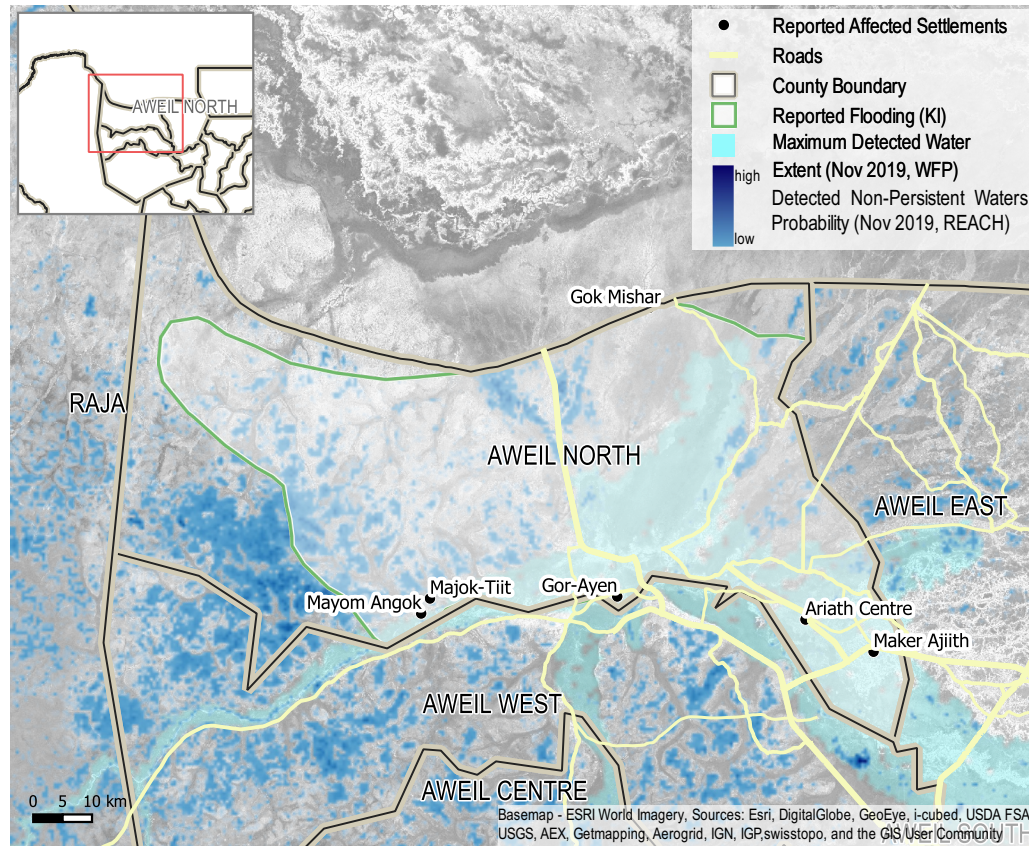 AWEIL NORTH
Reported Affected Settlements
Roads
County Boundary
Reported Flooding (KI)
Maximum Detected Water
Extent (Nov 2019, WFP)
high
Detected Non-Persistent Waters
Probability (Nov 2019, REACH)
low
Gok Mishar
RAJA
AWEIL NORTH
AWEIL EAST
Majok-Tiit
Gor-Ayen
Mayom Angok
Ariath Centre
Maker Ajiith
AWEIL WEST
AWEIL CENTRE
0 5 10 km
Basemap - ESRI World Imagery, Sources: Esri, DigitalGlobe, GeoEye, i-cubed, USDA FSA
USGS, AEX, Getmapping, Aerogrid, IGN, IGP,swisstopo, and the GIS User Community
AWEIL SOUTH